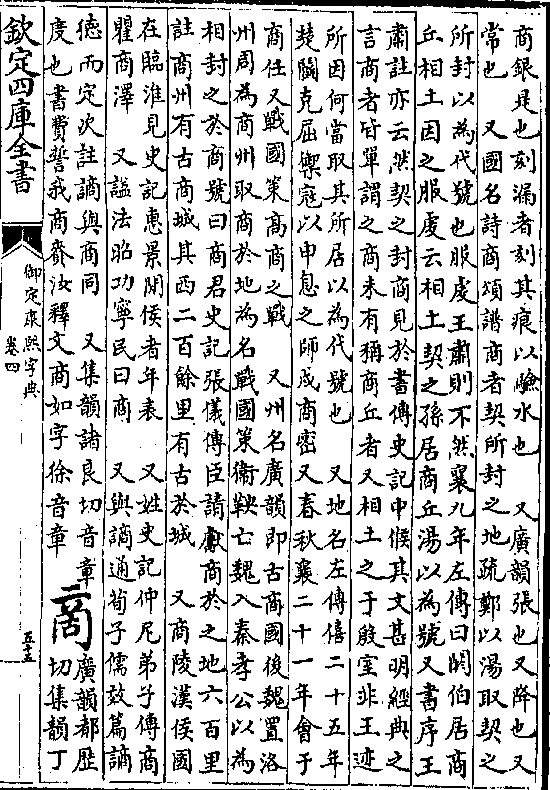 商銀是也刻漏者刻其痕以驗水也 又廣韻張也又降也又
常也 又國名詩商頌譜商者契所封之地疏鄭以湯取契之
所封以為代號也服虔王肅則不然襄九年左傳曰閼伯居商
丘相土因之服虔云相土契之孫居商丘湯以為號又書序王
肅註亦云然契之封商見於書傳史記中候其文甚明經典之
言商者皆單謂之商未有稱商丘者又相土之于殷室非王迹
所因何當取其所居以為代號也 又地名左傳僖二十五年
楚鬭克屈禦寇以申息之師戍商密又春秋襄二十一年會于
商任又戰國策高商之戰 又州名廣韻即古商國後魏置洛
州周為商州取商於地為名戰國策衛鞅亡魏入秦孝公以為
相封之於商號曰商君史記張儀傳臣請獻商於之地六百里
註商州有古商城其西二百餘里有古於城 又商陵漢侯國
在臨淮見史記惠景閒侯者年表 又姓史記仲尼弟子傳商
瞿商澤 又諡法昭功寧民曰商 又與謫通荀子儒效篇謫
德而定次註謫與商同 又集韻諸良切音章
度也書費誓我商賚汝釋文商如字徐音章
啇
廣韻都歷
切集韻丁
欽定四庫全書
御定康熙字典
卷四
五十五